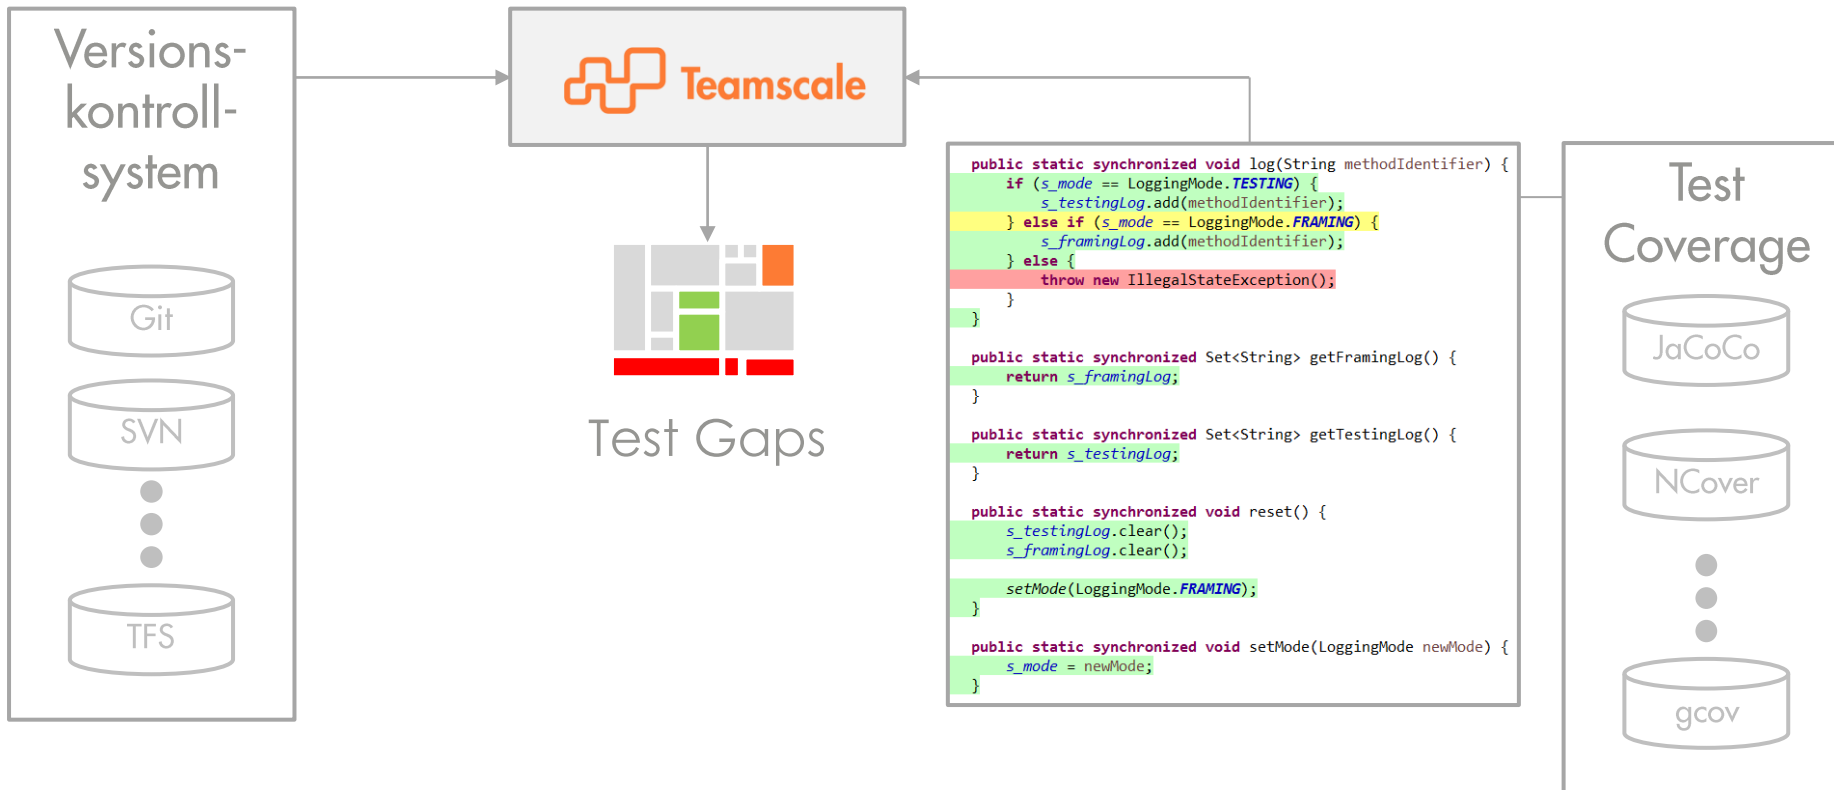 Versions-
kontroll-
system
Git
SVN
TFS
Teamscale
Test Gaps
public static synchronized void log(String methodIdentifier) {
if (s_mode == LoggingMode.TESTING) {
s_testingLog.add(methodIdentifier);
} else if (s_mode == LoggingMode.FRAMING) {
s_framingLog.add(methodIdentifier);
} else {
throw new IllegalStateException();
}
}
public static synchronized Set<String> getFramingLog() {
return s_framingLog;
}
public static synchronized Set<String> getTestingLog() {
return s_testingLog;
}
public static synchronized void reset() {
s_testingLog.clear();
s_framingLog.clear();
setMode(LoggingMode.FRAMING);
}
public static synchronized void setMode(LoggingMode newMode) {
s_mode = newMode;
}
Test
Coverage
JaCoCo
NCover
gcov